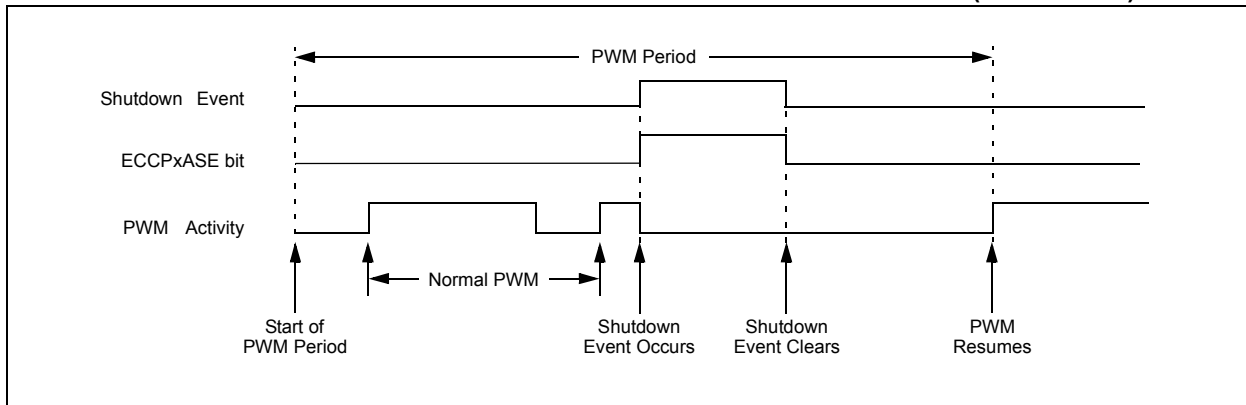 PWM Period
Shutdown Event
ECCPxASE bit
PWM Activity
Normal PWM
Start of
PWM Period
Shutdown
Event Occurs
Shutdown
Event Clears
PWM
Resumes